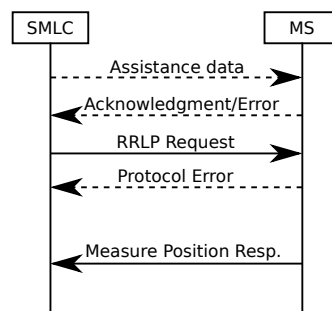 SMLC
MS
Assistance data
Acknowledgment/Error
RRLP Request
Protocol Error
Measure Position Resp.